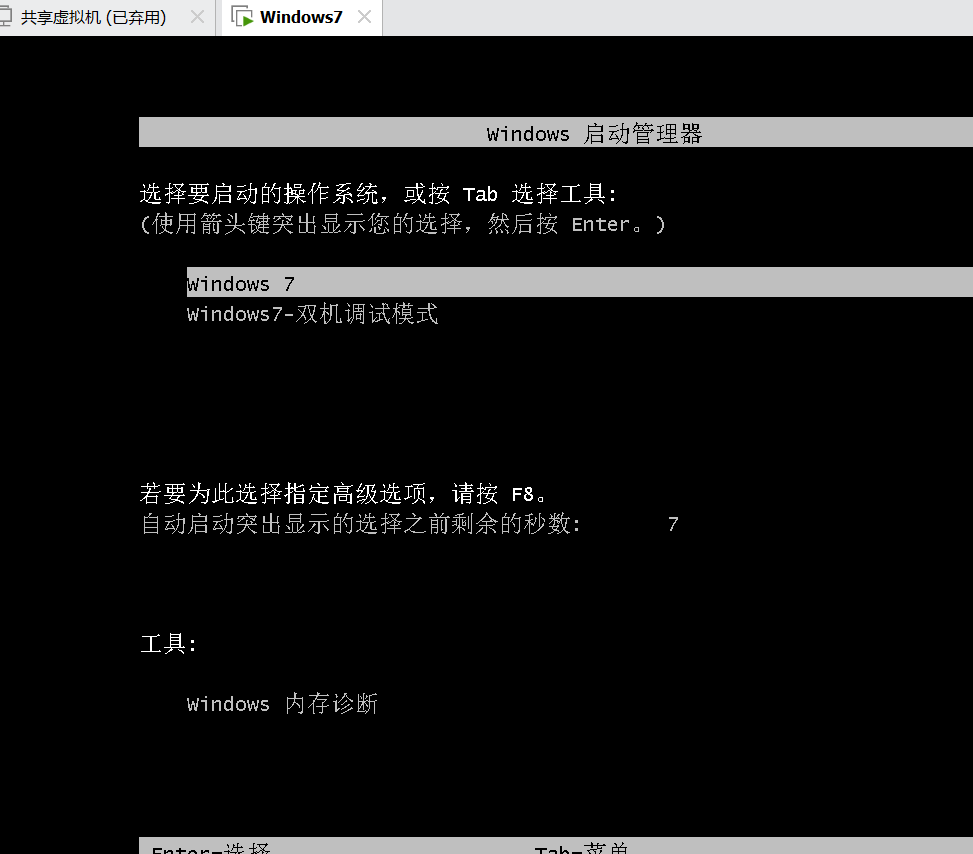 共享虚拟机 (已弃用) Windows7
Windows 启动管理器
选择要启动的操作系统，或按 Tab 选择工具:
(使用箭头键突出显示您的选择，然后按 Enter。)
Windows 7
Windows7-双机调试模式
若要为此选择指定高级选项，请按 F8。
自动启动突出显示的选择之前剩余的秒数: 7
工具:
Windows 内存诊断
Enter=选择 Tab=菜单